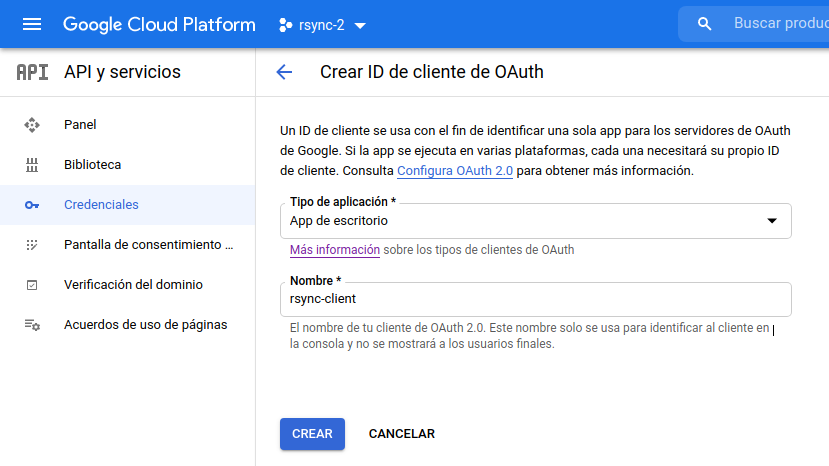 Google Cloud Platform
rsync-2
Buscar produc
API
API y servicios
Crear ID de cliente de OAuth
Panel
Biblioteca
Credenciales
Pantalla de consentimiento ...
Verificación del dominio
Acuerdos de uso de páginas
Un ID de cliente se usa con el fin de identificar una sola app para los servidores de OAuth
de Google. Si la app se ejecuta en varias plataformas, cada una necesitará su propio ID
de cliente. Consulta Configura OAuth 2.0 para obtener más información.
Tipo de aplicación *
App de escritorio
Más información sobre los tipos de clientes de OAuth
Nombre *
rsync-client
El nombre de tu cliente de OAuth 2.0. Este nombre solo se usa para identificar al cliente en
la consola y no se mostrará a los usuarios finales.
CREAR
CANCELAR